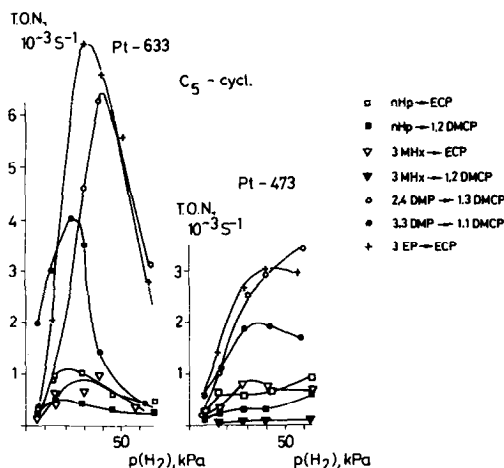 T.O.N,
10⁻³ S⁻¹
Pt-633
C₅ - cycl.
6
5
4
3
2
1
50
p(H₂), kPa
Pt-473
T.O.N,
10⁻³ S⁻¹
3
2
1
50
p(H₂), kPa
□ nHp→ECP
■ nHp→1,2 DMCP
▽ 3 MHx→ECP
▼ 3 MHx→1,2 DMCP
○ 2,4 DMP→1,3 DMCP
● 3,3 DMP→1,1 DMCP
+ 3 EP→ECP